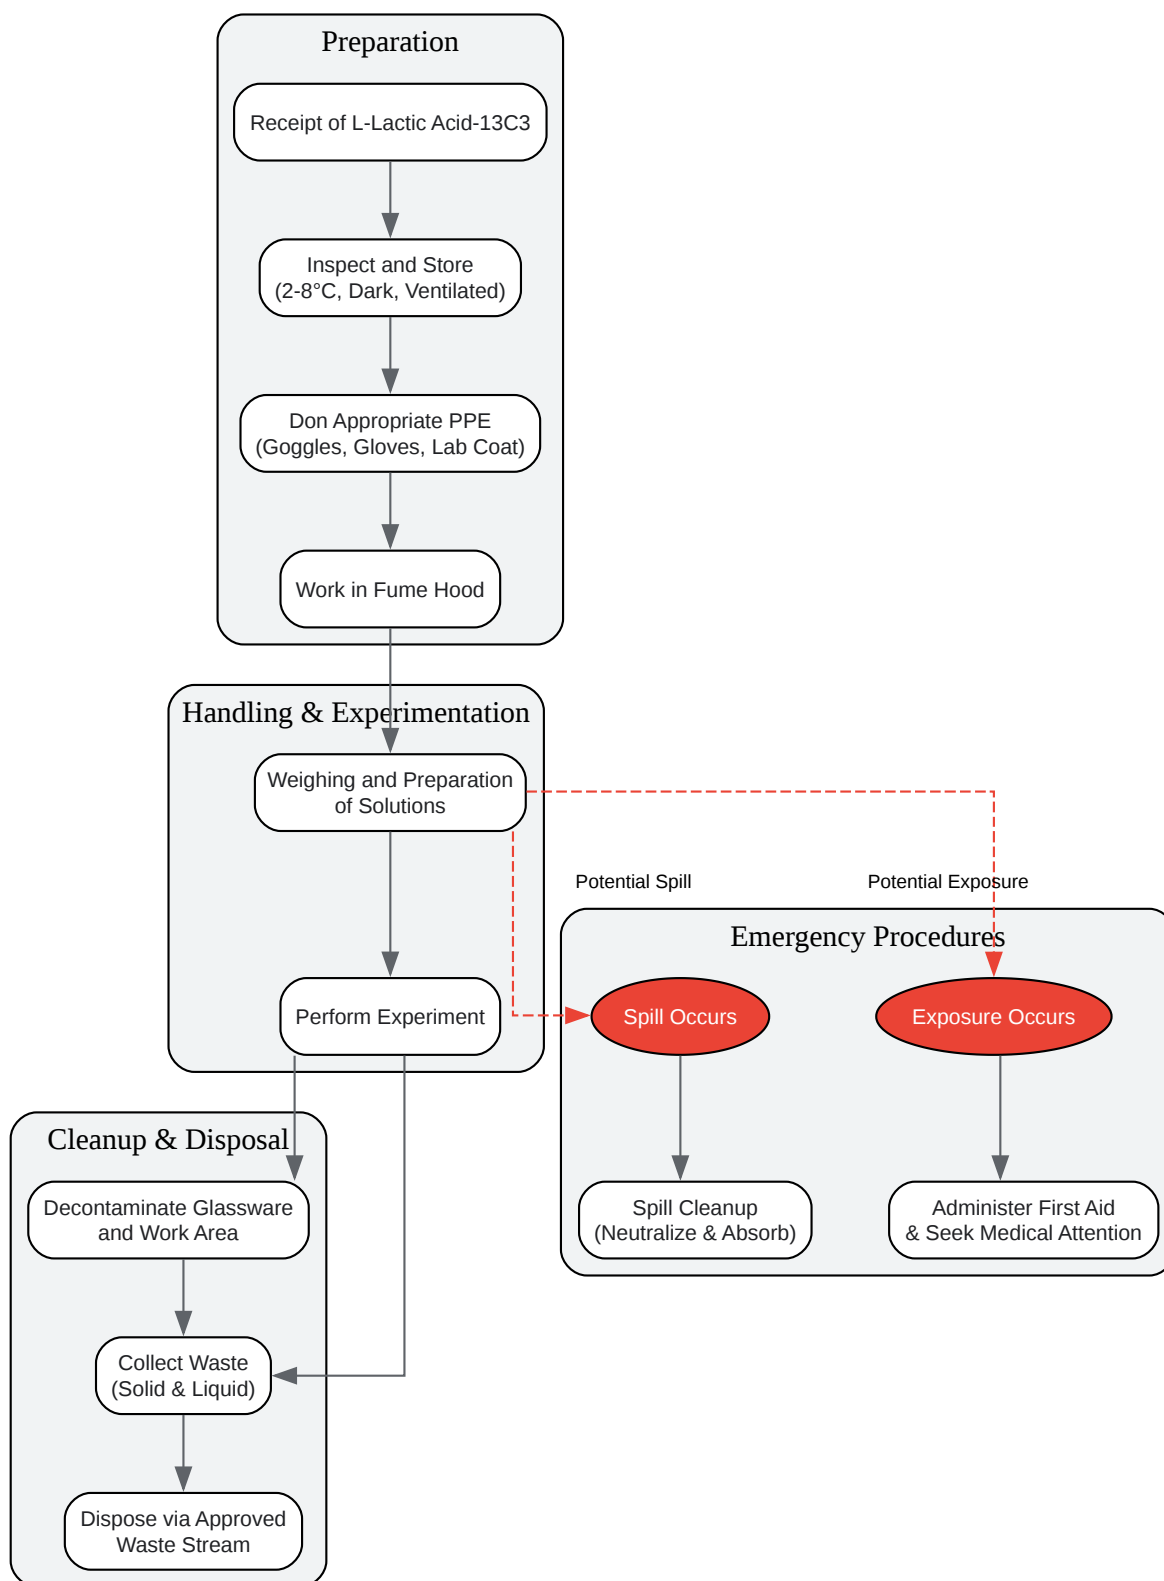 Preparation
Receipt of L-Lactic Acid-13C3
Inspect and Store
(2-8°C, Dark, Ventilated)
Don Appropriate PPE
(Goggles, Gloves, Lab Coat)
Work in Fume Hood
Handling & Experimentation
Weighing and Preparation
of Solutions
Perform Experiment
Potential Spill
Potential Exposure
Emergency Procedures
Spill Occurs
Exposure Occurs
Spill Cleanup
(Neutralize & Absorb)
Administer First Aid
& Seek Medical Attention
Cleanup & Disposal
Decontaminate Glassware
and Work Area
Collect Waste
(Solid & Liquid)
Dispose via Approved
Waste Stream